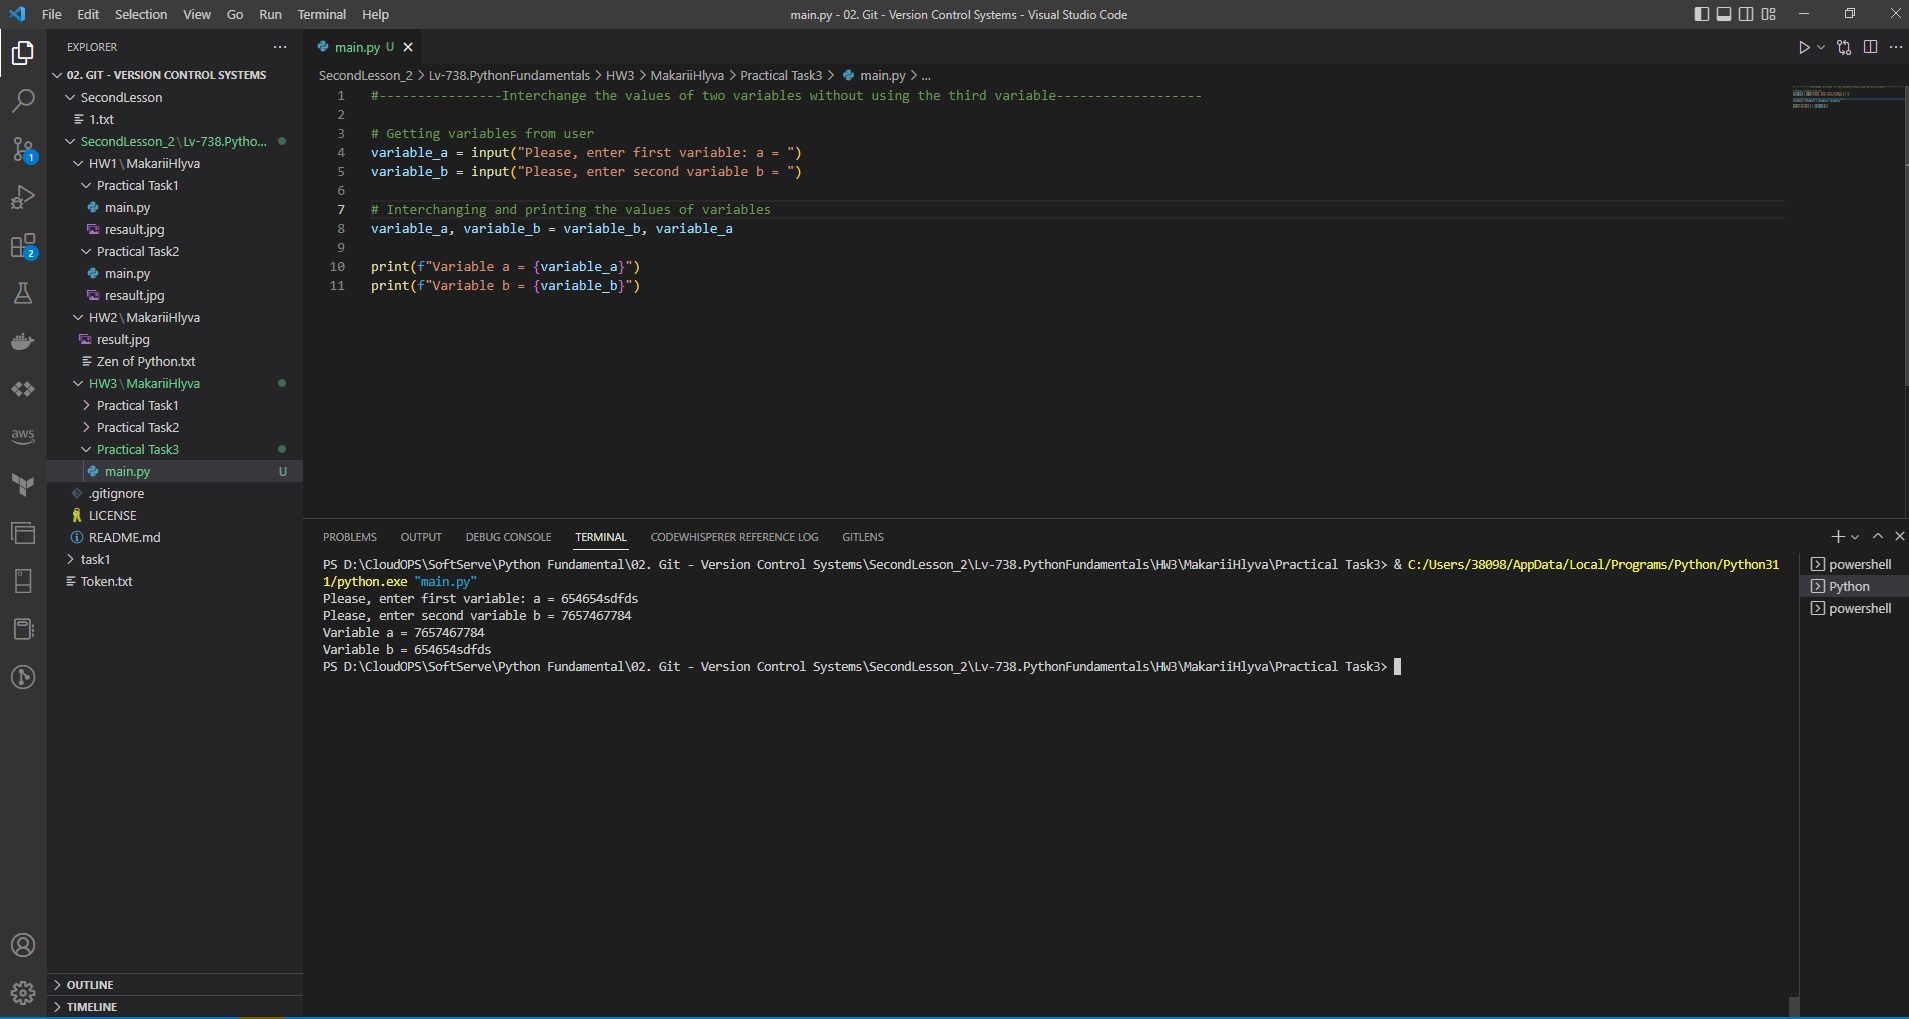 File Edit Selection View Go Run Terminal Help
main.py - 02. Git - Version Control Systems - Visual Studio Code
EXPLORER
02. GIT - VERSION CONTROL SYSTEMS
SecondLesson
1.txt
SecondLesson_2\Lv-738.Pytho...
HW1\MakariiHlyva
Practical Task1
main.py
resault.jpg
Practical Task2
main.py
resault.jpg
HW2\MakariiHlyva
result.jpg
Zen of Python.txt
HW3\MakariiHlyva
Practical Task1
Practical Task2
Practical Task3
main.py U
.gitignore
LICENSE
README.md
task1
Token.txt
OUTLINE
TIMELINE
1
2
aws
main.py U
SecondLesson_2 > Lv-738.PythonFundamentals > HW3 > MakariiHlyva > Practical Task3 > main.py > ...
1 #----------------Interchange the values of two variables without using the third variable-------------------
2
3 # Getting variables from user
4 variable_a = input("Please, enter first variable: a = ")
5 variable_b = input("Please, enter second variable b = ")
6
7 # Interchanging and printing the values of variables
8 variable_a, variable_b = variable_b, variable_a
9
10 print(f"Variable a = {variable_a}")
11 print(f"Variable b = {variable_b}")
PROBLEMS OUTPUT DEBUG CONSOLE TERMINAL CODEWHISPERER REFERENCE LOG GITLENS
PS D:\CloudOPS\SoftServe\Python Fundamental\02. Git - Version Control Systems\SecondLesson_2\Lv-738.PythonFundamentals\HW3\MakariiHlyva\Practical Task3> & C:/Users/38098/AppData/Local/Programs/Python/Python31
1/python.exe "main.py"
Please, enter first variable: a = 654654sdfds
Please, enter second variable b = 7657467784
Variable a = 7657467784
Variable b = 654654sdfds
PS D:\CloudOPS\SoftServe\Python Fundamental\02. Git - Version Control Systems\SecondLesson_2\Lv-738.PythonFundamentals\HW3\MakariiHlyva\Practical Task3>
powershell
Python
powershell